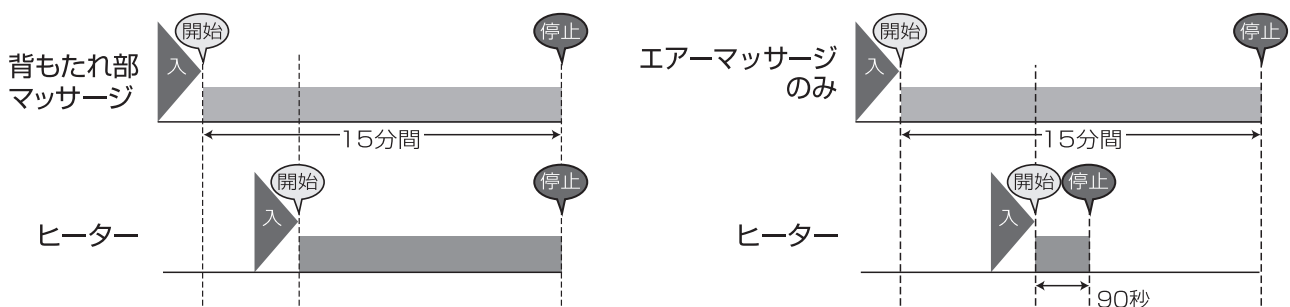 開始
停止
背もたれ部
マッサージ
入
15分間
開始
停止
ヒーター
入
開始
停止
エアーマッサージ
のみ
入
15分間
開始
停止
ヒーター
入
90秒